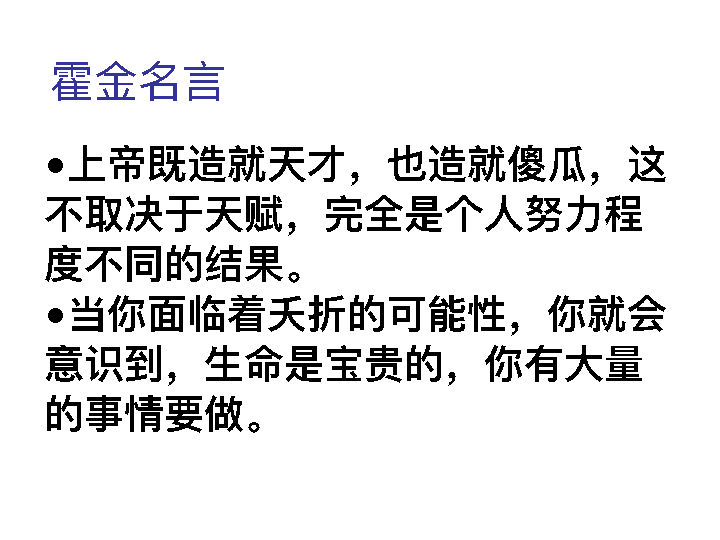 霍金名言
•上帝既造就天才，也造就傻瓜，这
不取决于天赋，完全是个人努力程
度不同的结果。
•当你面临着夭折的可能性，你就会
意识到，生命是宝贵的，你有大量
的事情要做。